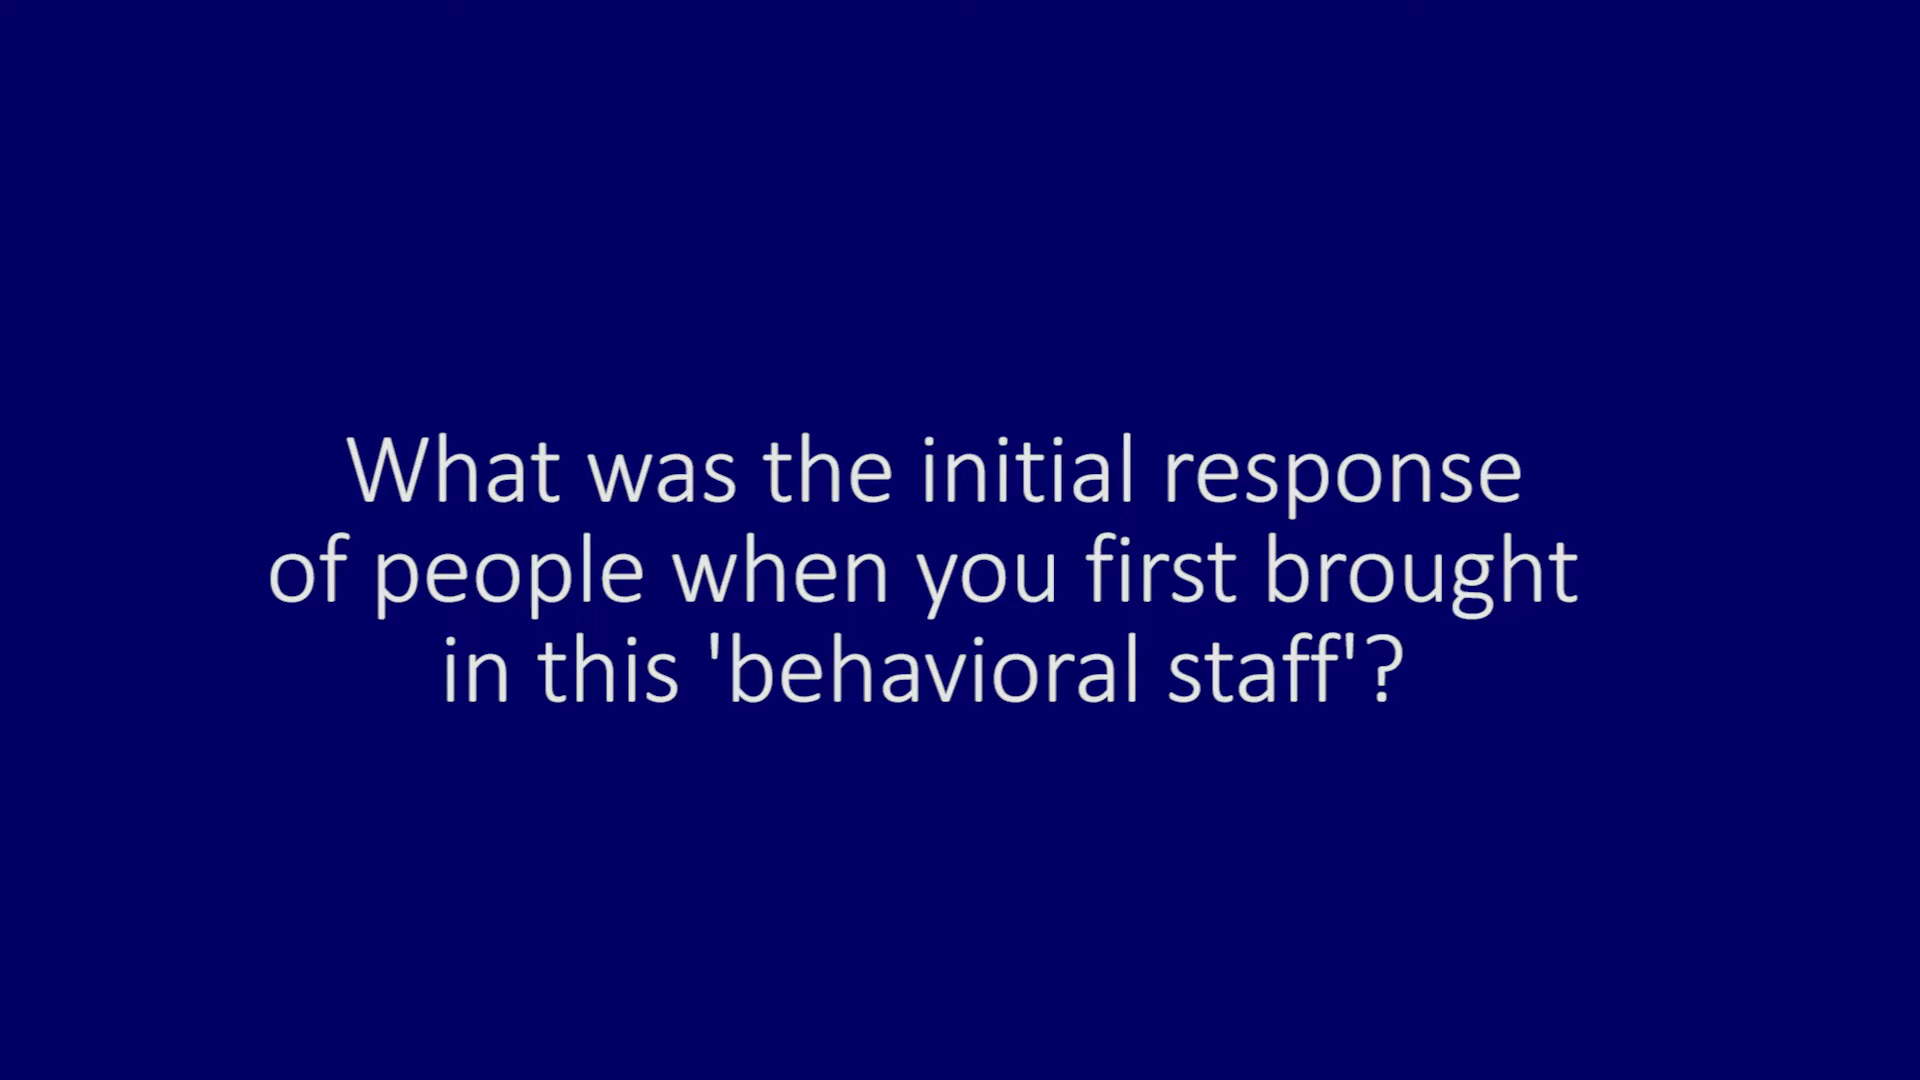 What was the initial response
of people when you first brought
in this 'behavioral staff'?